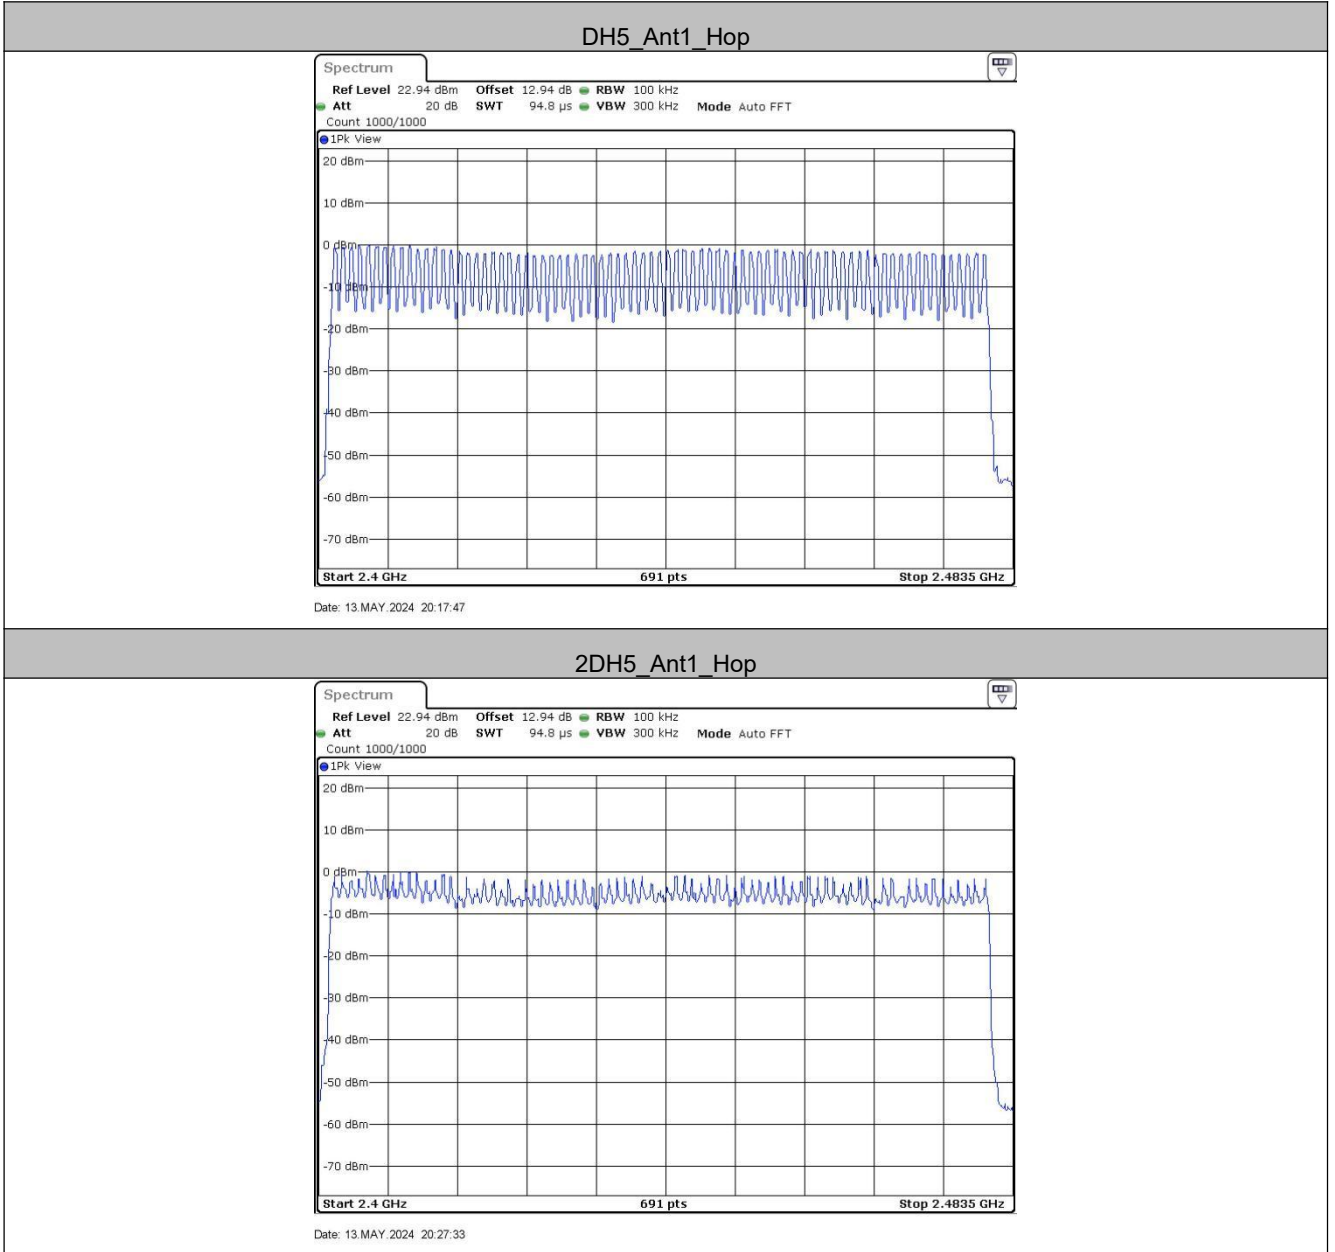 DH5_Ant1_Hop
Spectrum
Ref Level 22.94 dBm Offset 12.94 dB RBW 100 kHz
Att 20 dB SWT 94.8 µs VBW 300 kHz Mode Auto FFT
Count 1000/1000
1Pk View
20 dBm
10 dBm
0 dBm
-10 dBm
-20 dBm
-30 dBm
-40 dBm
-50 dBm
-60 dBm
-70 dBm
Start 2.4 GHz 691 pts Stop 2.4835 GHz
Date: 13.MAY.2024 20:17:47
2DH5_Ant1_Hop
Spectrum
Ref Level 22.94 dBm Offset 12.94 dB RBW 100 kHz
Att 20 dB SWT 94.8 µs VBW 300 kHz Mode Auto FFT
Count 1000/1000
1Pk View
20 dBm
10 dBm
0 dBm
-10 dBm
-20 dBm
-30 dBm
-40 dBm
-50 dBm
-60 dBm
-70 dBm
Start 2.4 GHz 691 pts Stop 2.4835 GHz
Date: 13.MAY.2024 20:27:33